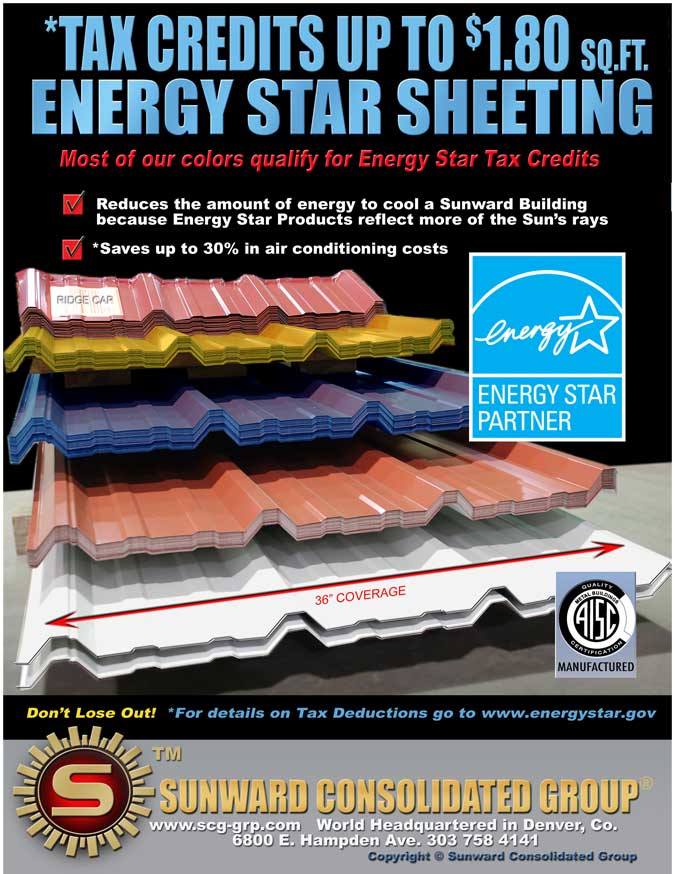 *TAX CREDITS UP TO $1.80 SQ.FT.
ENERGY STAR SHEETING
Most of our colors qualify for Energy Star Tax Credits
Reduces the amount of energy to cool a Sunward Building
because Energy Star Products reflect more of the Sun's rays
*Saves up to 30% in air conditioning costs
RIDGE CAP
energy
ENERGY STAR
PARTNER
36" COVERAGE
QUALITY
METAL BUILDINGS
AISC
CERTIFICATION
MANUFACTURED
Don't Lose Out! *For details on Tax Deductions go to www.energystar.gov
S
TM
SUNWARD CONSOLIDATED GROUP®
www.scg-grp.com World Headquartered in Denver, Co.
6800 E. Hampden Ave. 303 758 4141
Copyright © Sunward Consolidated Group